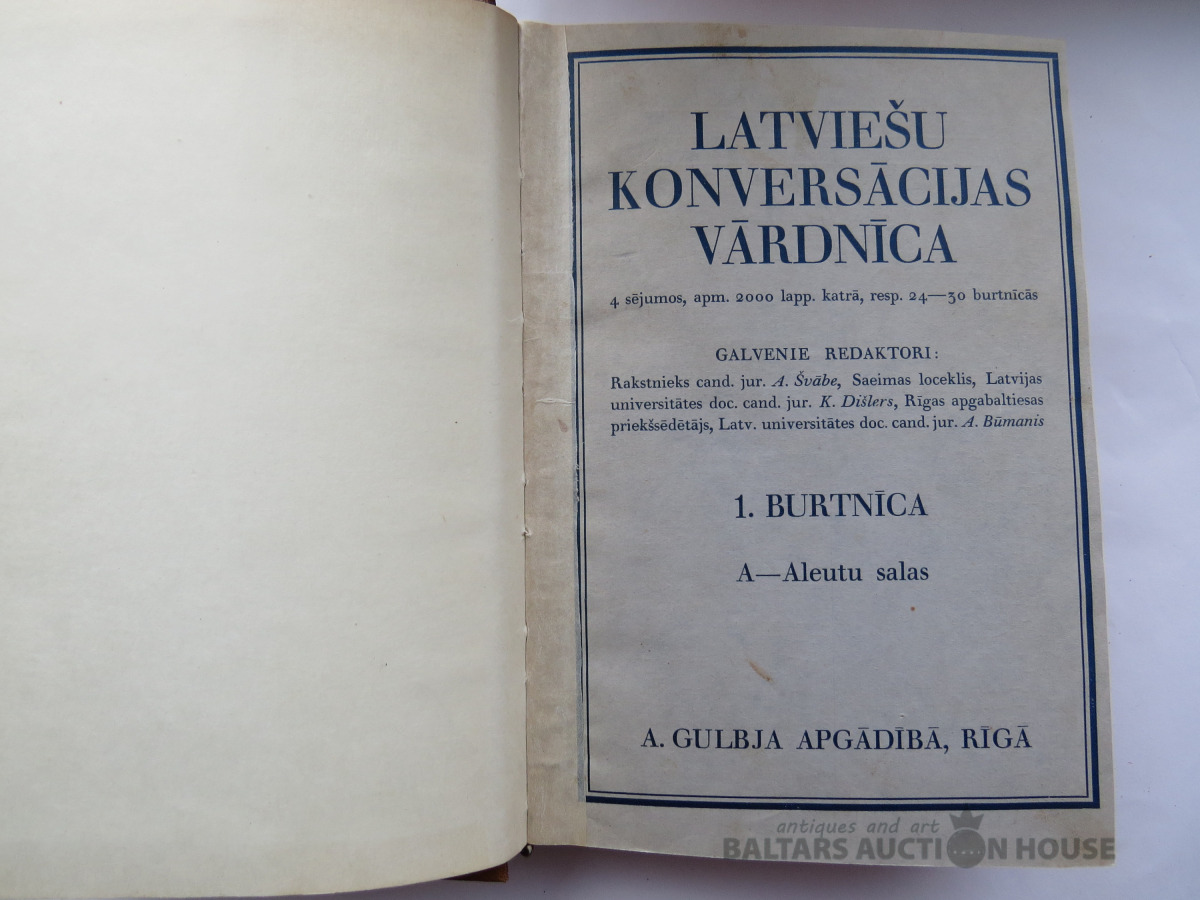 LATVIEŠU
KONVERSĀCIJAS
VĀRDNĪCA
4 sējumos, apm. 2000 lapp. katrā, resp. 24—30 burtnīcās
GALVENIE REDAKTORI:
Rakstnieks cand. jur. A. Švābe, Saeimas loceklis, Latvijas
universitātes doc. cand. jur. K. Dišlers, Rīgas apgabaltiesas
priekšsēdētājs, Latv. universitātes doc. cand. jur. A. Būmanis
1. BURTNĪCA
A—Aleutu salas
A. GULBJA APGĀDĪBĀ, RĪGĀ
antiques and art
BALTARS AUCTION HOUSE